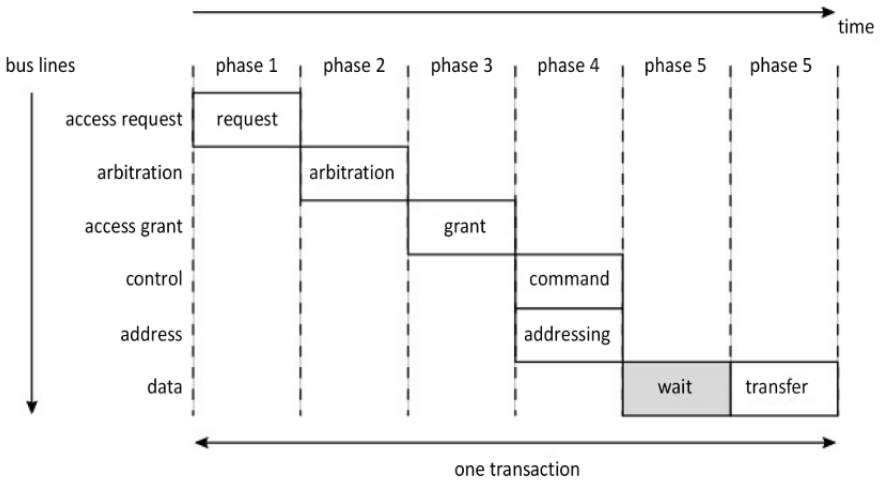 time
bus lines phase 1 phase 2 phase 3 phase 4 phase 5 phase 5
access request request
arbitration arbitration
access grant grant
control command
address addressing
data wait transfer
one transaction